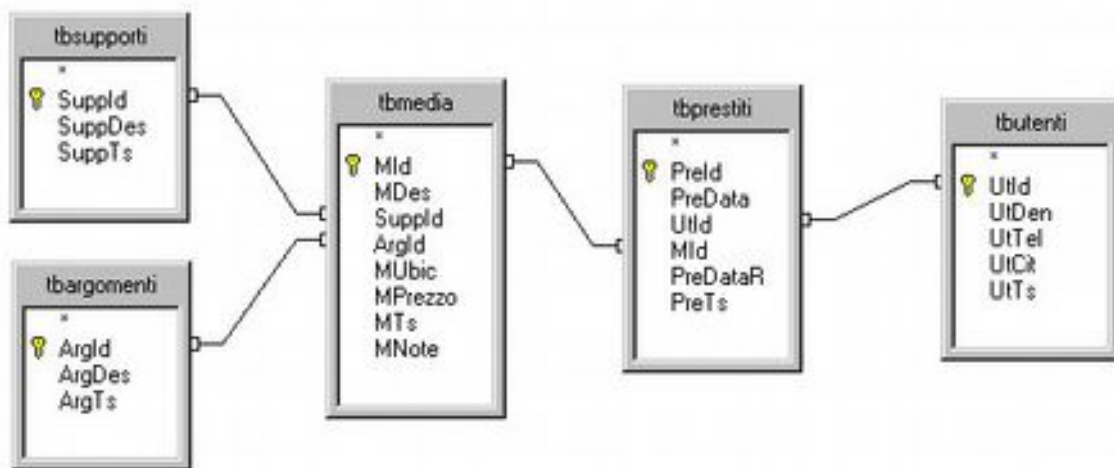 tbsupporti
*
SuppId
SuppDes
SuppTs
tbargomenti
*
ArgId
ArgDes
ArgTs
tbmedia
*
MId
MDes
SuppId
ArgId
MUbic
MPrezzo
MTs
MNote
tbprestiti
*
PreId
PreData
UtId
MId
PreDataR
PreTs
tbutenti
*
UtId
UtDen
UtTel
UtCit
UtTs